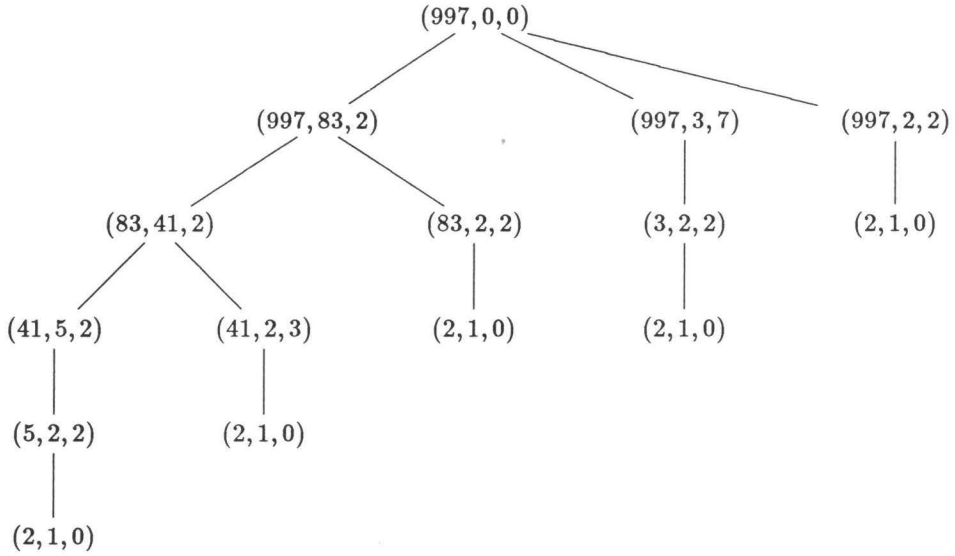 (997,0,0)
(997,83,2) (997,3,7) (997,2,2)
(83,41,2) (83,2,2) (3,2,2) (2,1,0)
(41,5,2) (41,2,3) (2,1,0) (2,1,0)
(5,2,2) (2,1,0)
(2,1,0)